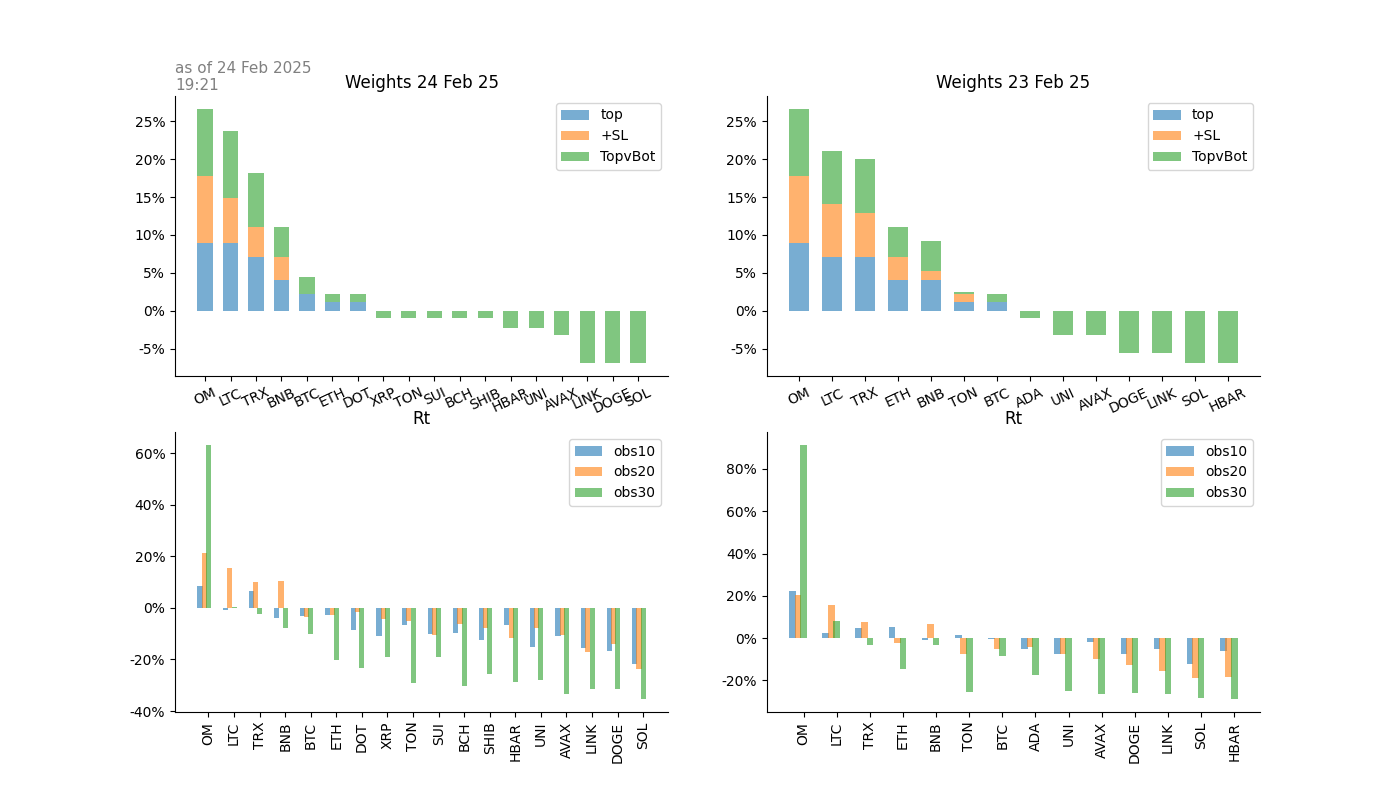 as of 24 Feb 2025
19:21
Weights 24 Feb 25
25%
20%
15%
10%
5%
0%
-5%
top
+SL
TopvBot
OM LTC TRX BNB BTC ETH DOT XRP TON SUI BCH SHIB HBAR UNI AVAX LINK DOGE SOL
Weights 23 Feb 25
25%
20%
15%
10%
5%
0%
-5%
top
+SL
TopvBot
OM LTC TRX ETH BNB TON BTC ADA UNI AVAX DOGE LINK SOL HBAR
Rt
60%
40%
20%
0%
-20%
-40%
obs10
obs20
obs30
OM LTC TRX BNB BTC ETH DOT XRP TON SUI BCH SHIB HBAR UNI AVAX LINK DOGE SOL
Rt
80%
60%
40%
20%
0%
-20%
obs10
obs20
obs30
OM LTC TRX ETH BNB TON BTC ADA UNI AVAX DOGE LINK SOL HBAR